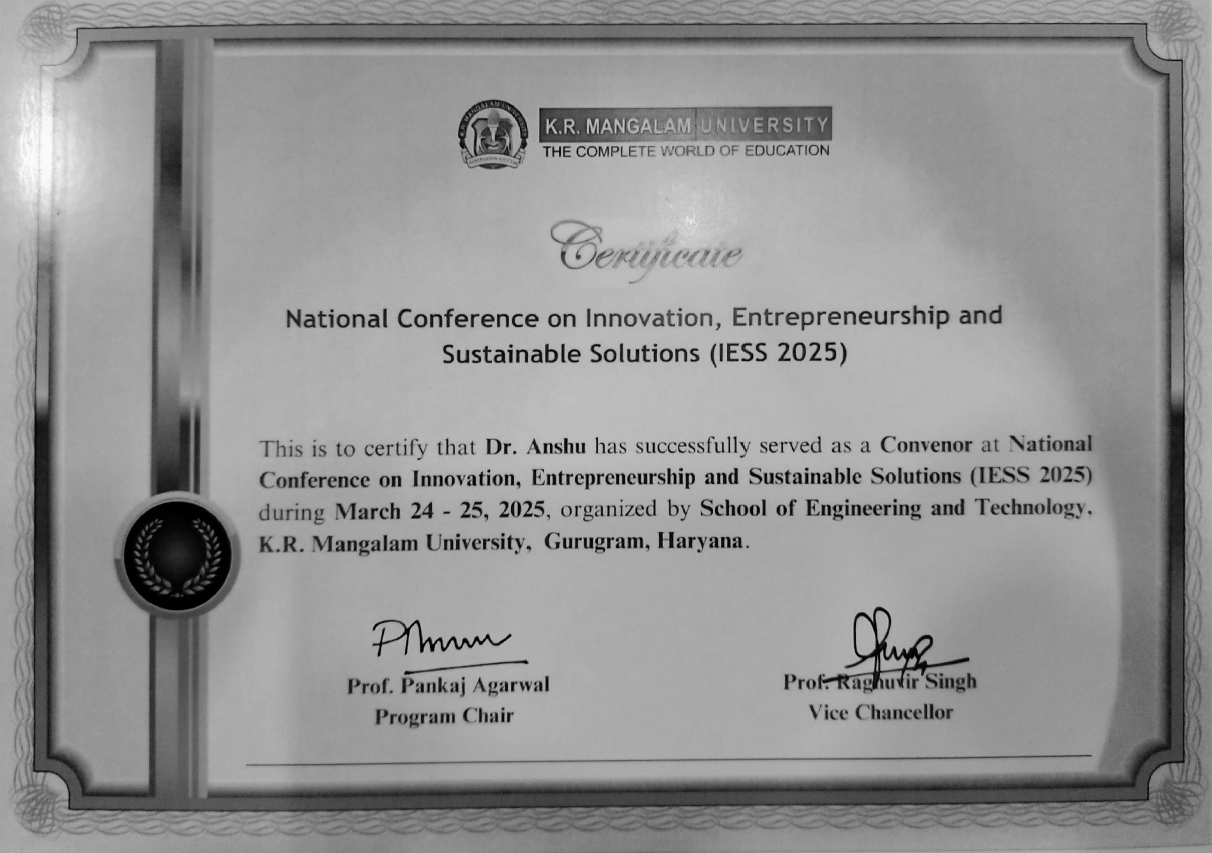 K.R. MANGALAM UNIVERSITY
THE COMPLETE WORLD OF EDUCATION
Certificate
National Conference on Innovation, Entrepreneurship and
Sustainable Solutions (IESS 2025)
This is to certify that Dr. Anshu has successfully served as a Convenor at National
Conference on Innovation, Entrepreneurship and Sustainable Solutions (IESS 2025)
during March 24 - 25, 2025, organized by School of Engineering and Technology,
K.R. Mangalam University, Gurugram, Haryana.
Prof. Pankaj Agarwal
Program Chair
Prof. Raghuvir Singh
Vice Chancellor